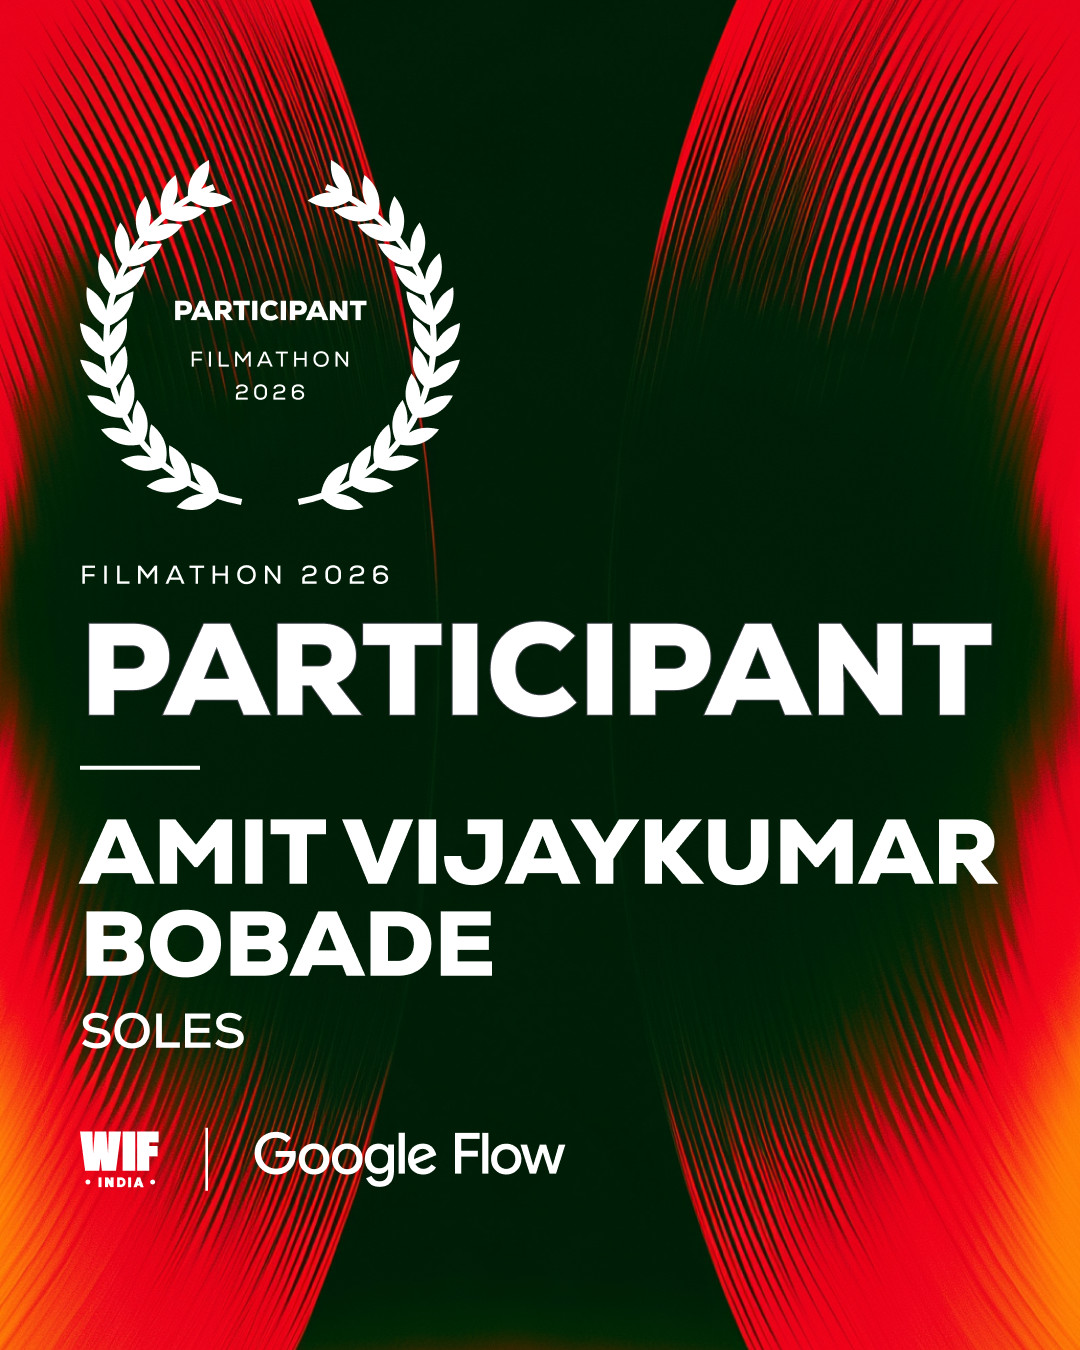 PARTICIPANT
FILMATHON
2026
FILMATHON 2026
PARTICIPANT
AMIT VIJAYKUMAR
BOBADE
SOLES
WIF
• INDIA •
Google Flow